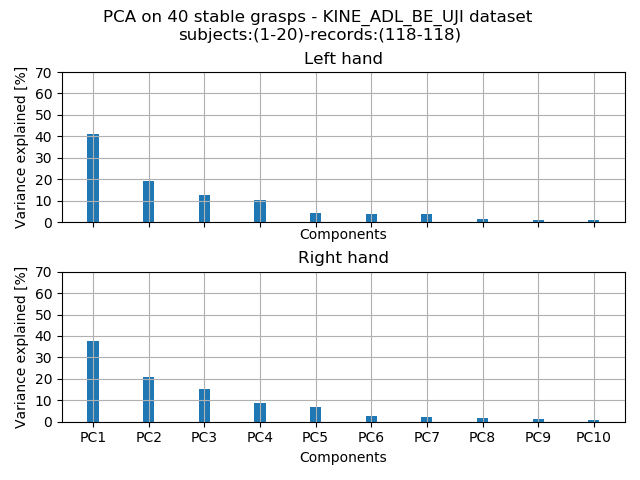 PCA on 40 stable grasps - KINE_ADL_BE_UJI dataset
subjects:(1-20)-records:(118-118)
Left hand
Variance explained [%]
70
60
50
40
30
20
10
0
Components
Right hand
Variance explained [%]
70
60
50
40
30
20
10
0
PC1 PC2 PC3 PC4 PC5 PC6 PC7 PC8 PC9 PC10
Components